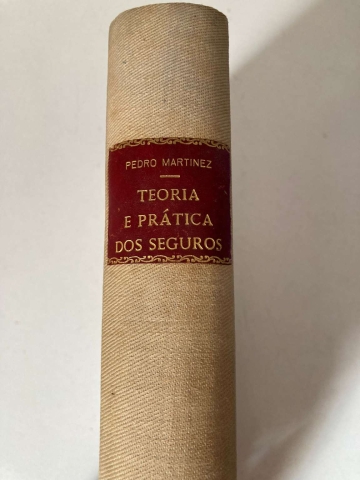 PEDRO MARTINEZ
TEORIA
E PRÁTICA
DOS SEGUROS